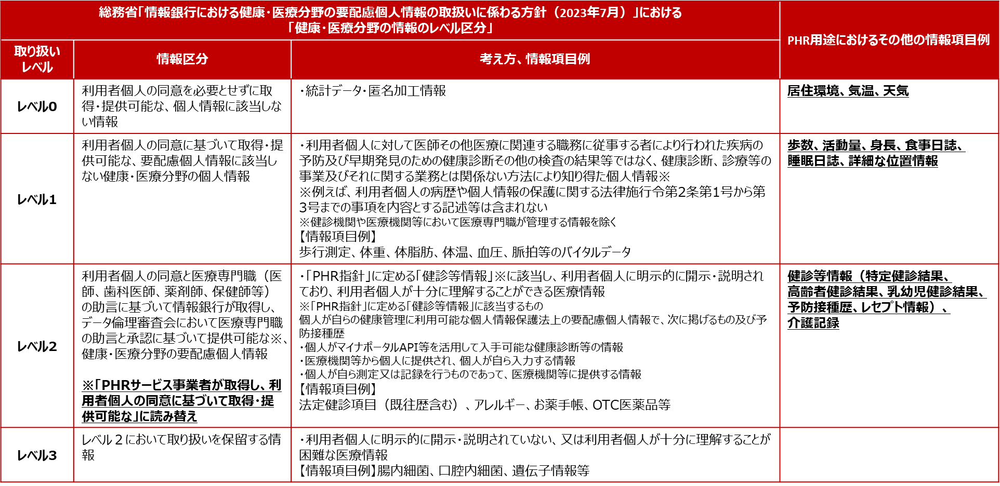 総務省「情報銀行における健康・医療分野の要配慮個人情報の取扱いに係わる方針（2023年7月）」における
「健康・医療分野の情報のレベル区分」
PHR用途におけるその他の情報項目例
取り扱い
レベル
情報区分
考え方、情報項目例
レベル0
利用者個人の同意を必要とせずに取
得・提供可能な、個人情報に該当しな
い情報
・統計データ・匿名加工情報
居住環境、気温、天気
レベル1
利用者個人の同意に基づいて取得・提
供可能な、要配慮個人情報に該当し
ない健康・医療分野の個人情報
・利用者個人に対して医師その他医療に関連する職務に従事する者により行われた疾病の
予防及び早期発見のための健康診断その他の検査の結果等ではなく、健康診断、診療等の
事業及びそれに関する業務とは関係ない方法により知り得た個人情報※
※例えば、利用者個人の病歴や個人情報の保護に関する法律施行令第2条第1号から第
3号までの事項を内容とする記述等は含まれない
※健診機関や医療機関等において医療専門職が管理する情報を除く
【情報項目例】
歩行測定、体重、体脂肪、体温、血圧、脈拍等のバイタルデータ
歩数、活動量、身長、食事日誌、
睡眠日誌、詳細な位置情報
レベル2
利用者個人の同意と医療専門職（医
師、歯科医師、薬剤師、保健師等）
の助言に基づいて情報銀行が取得し、
データ倫理審査会において医療専門職
の助言と承認に基づいて提供可能な※、
健康・医療分野の要配慮個人情報
※「PHRサービス事業者が取得し、利
用者個人の同意に基づいて取得・提
供可能な」に読み替え
・「PHR指針」に定める「健診等情報」※に該当し、利用者個人に明示的に開示・説明され
ており、利用者個人が十分に理解することができる医療情報
※「PHR指針」に定める「健診等情報」に該当するもの
個人が自らの健康管理に利用可能な個人情報保護法上の要配慮個人情報で、次に掲げるもの及び予
防接種歴
・個人がマイナポータルAPI等を活用して入手可能な健康診断等の情報
・医療機関等から個人に提供され、個人が自ら入力する情報
・個人が自ら測定又は記録を行うものであって、医療機関等に提供する情報
【情報項目例】
法定健診項目（既往歴含む）、アレルギー、お薬手帳、OTC医薬品等
健診等情報（特定健診結果、
高齢者健診結果、乳幼児健診結果、
予防接種歴、レセプト情報）、
介護記録
レベル3
レベル２において取り扱いを保留する情
報
・利用者個人に明示的に開示・説明されていない、又は利用者個人が十分に理解することが
困難な医療情報
【情報項目例】腸内細菌、口腔内細菌、遺伝子情報等